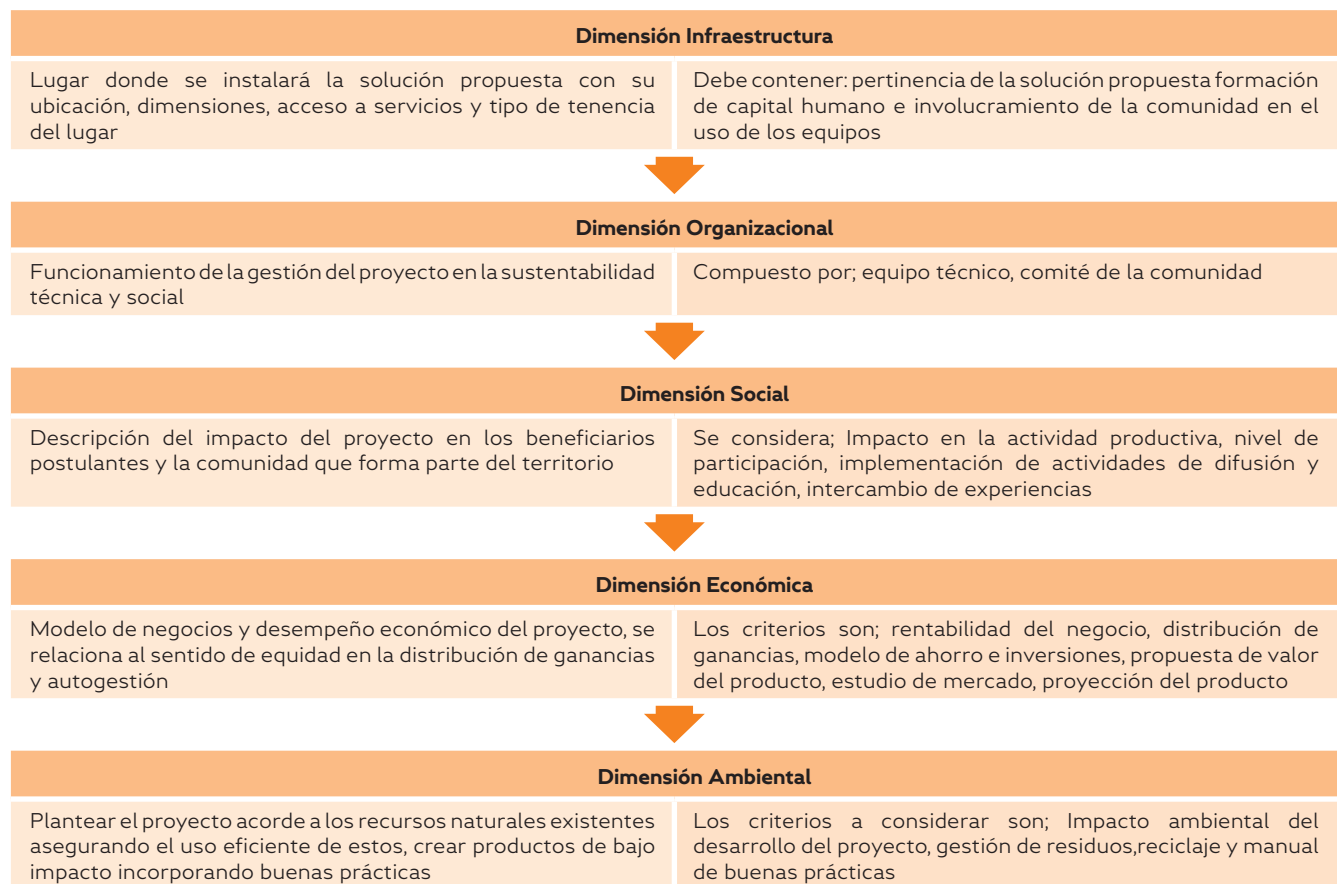 Dimensión Infraestructura
Lugar donde se instalará la solución propuesta con su
ubicación, dimensiones, acceso a servicios y tipo de tenencia
del lugar
Debe contener: pertinencia de la solución propuesta formación
de capital humano e involucramiento de la comunidad en el
uso de los equipos
Dimensión Organizacional
Funcionamiento de la gestión del proyecto en la sustentabilidad
técnica y social
Compuesto por; equipo técnico, comité de la comunidad
Dimensión Social
Descripción del impacto del proyecto en los beneficiarios
postulantes y la comunidad que forma parte del territorio
Se considera; Impacto en la actividad productiva, nivel de
participación, implementación de actividades de difusión y
educación, intercambio de experiencias
Dimensión Económica
Modelo de negocios y desempeño económico del proyecto, se
relaciona al sentido de equidad en la distribución de ganancias
y autogestión
Los criterios son; rentabilidad del negocio, distribución de
ganancias, modelo de ahorro e inversiones, propuesta de valor
del producto, estudio de mercado, proyección del producto
Dimensión Ambiental
Plantear el proyecto acorde a los recursos naturales existentes
asegurando el uso eficiente de estos, crear productos de bajo
impacto incorporando buenas prácticas
Los criterios a considerar son; Impacto ambiental del
desarrollo del proyecto, gestión de residuos,reciclaje y manual
de buenas prácticas